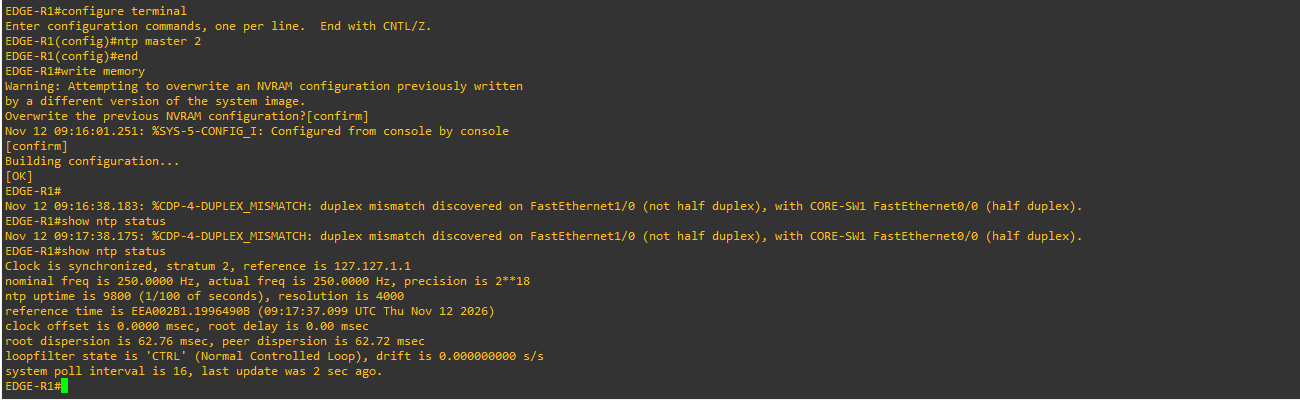 EDGE-R1#configure terminal
Enter configuration commands, one per line.  End with CNTL/Z.
EDGE-R1(config)#ntp master 2
EDGE-R1(config)#end
EDGE-R1#write memory
Warning: Attempting to overwrite an NVRAM configuration previously written
by a different version of the system image.
Overwrite the previous NVRAM configuration?[confirm]
Nov 12 09:16:01.251: %SYS-5-CONFIG_I: Configured from console by console
[confirm]
Building configuration...
[OK]
EDGE-R1#
Nov 12 09:16:38.183: %CDP-4-DUPLEX_MISMATCH: duplex mismatch discovered on FastEthernet1/0 (not half duplex), with CORE-SW1 FastEthernet0/0 (half duplex).
EDGE-R1#show ntp status
Nov 12 09:17:38.175: %CDP-4-DUPLEX_MISMATCH: duplex mismatch discovered on FastEthernet1/0 (not half duplex), with CORE-SW1 FastEthernet0/0 (half duplex).
EDGE-R1#show ntp status
Clock is synchronized, stratum 2, reference is 127.127.1.1
nominal freq is 250.0000 Hz, actual freq is 250.0000 Hz, precision is 2**18
ntp uptime is 9800 (1/100 of seconds), resolution is 4000
reference time is EEA002B1.1996490B (09:17:37.099 UTC Thu Nov 12 2026)
clock offset is 0.0000 msec, root delay is 0.00 msec
root dispersion is 62.76 msec, peer dispersion is 62.72 msec
loopfilter state is 'CTRL' (Normal Controlled Loop), drift is 0.000000000 s/s
system poll interval is 16, last update was 2 sec ago.
EDGE-R1#